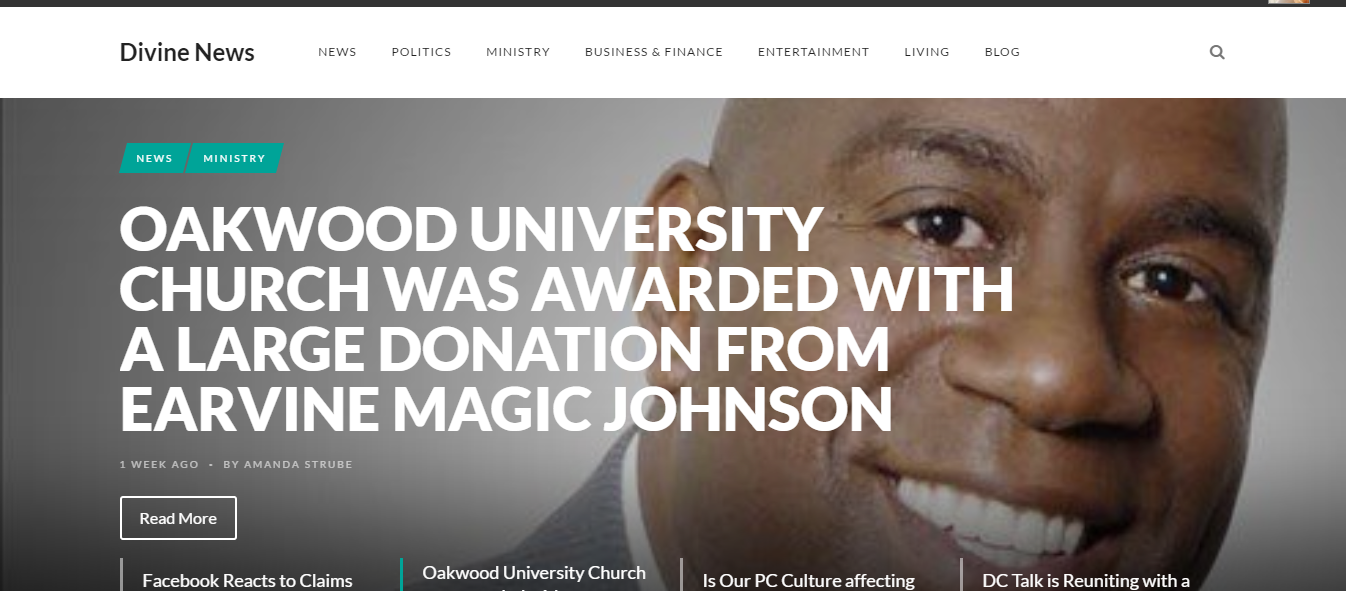 Divine News
NEWS POLITICS MINISTRY BUSINESS & FINANCE ENTERTAINMENT LIVING BLOG
NEWS MINISTRY
OAKWOOD UNIVERSITY
CHURCH WAS AWARDED WITH
A LARGE DONATION FROM
EARVINE MAGIC JOHNSON
1 WEEK AGO - BY AMANDA STRUBE
Read More
Facebook Reacts to Claims
Oakwood University Church
Is Our PC Culture affecting
DC Talk is Reuniting with a